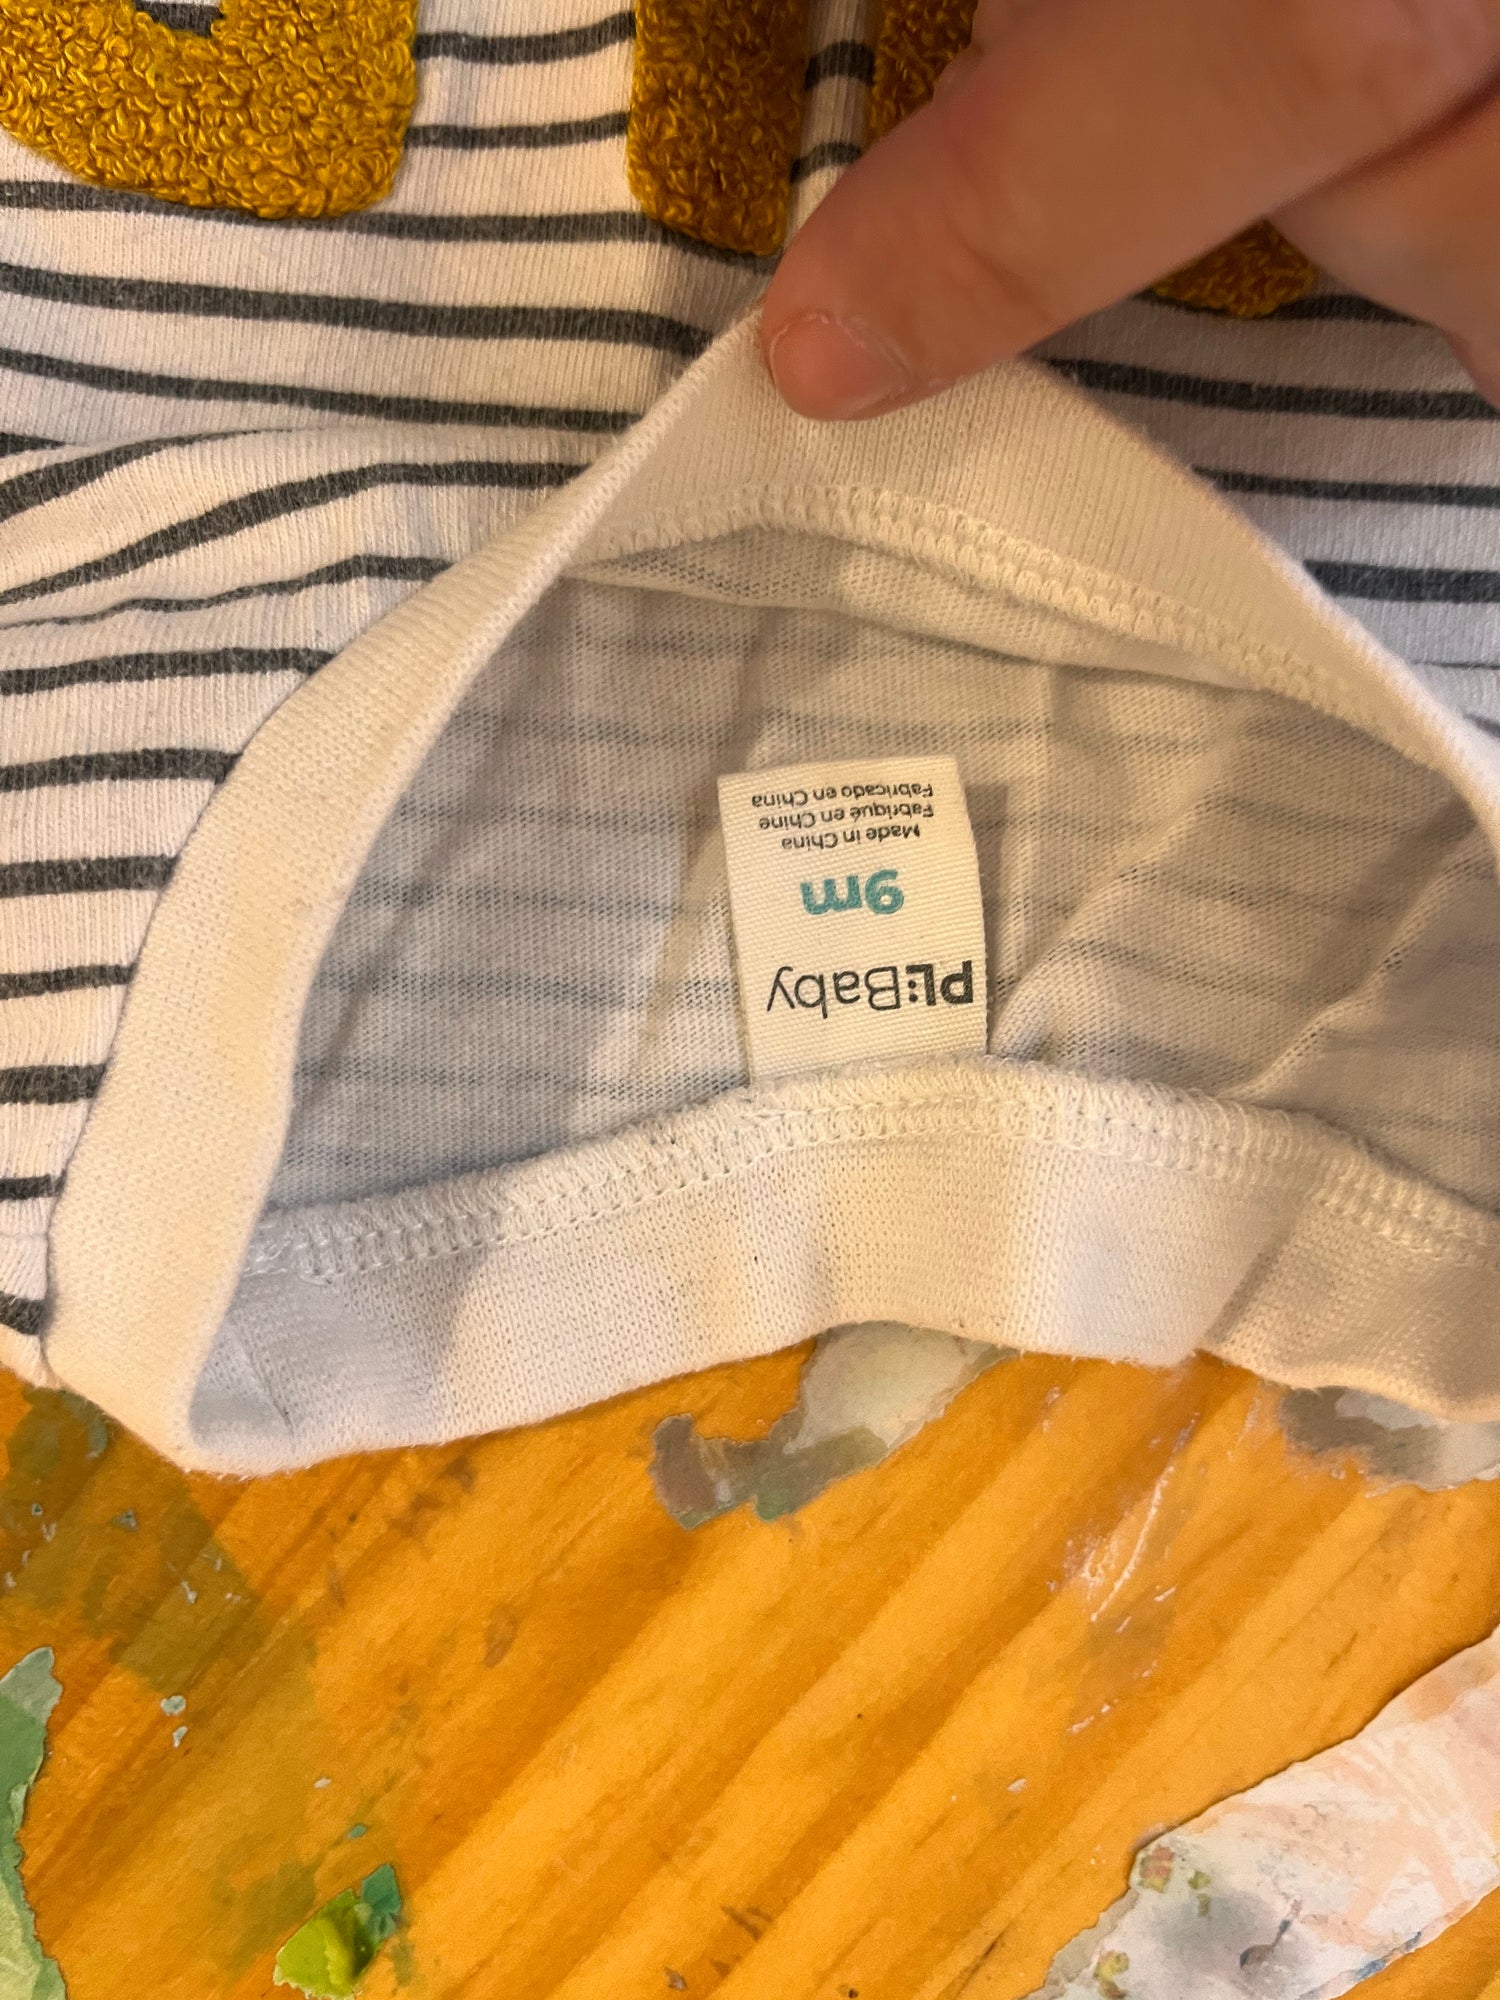 PL::Baby
9m
Made in China
Fabriqué en Chine
Fabricado en China